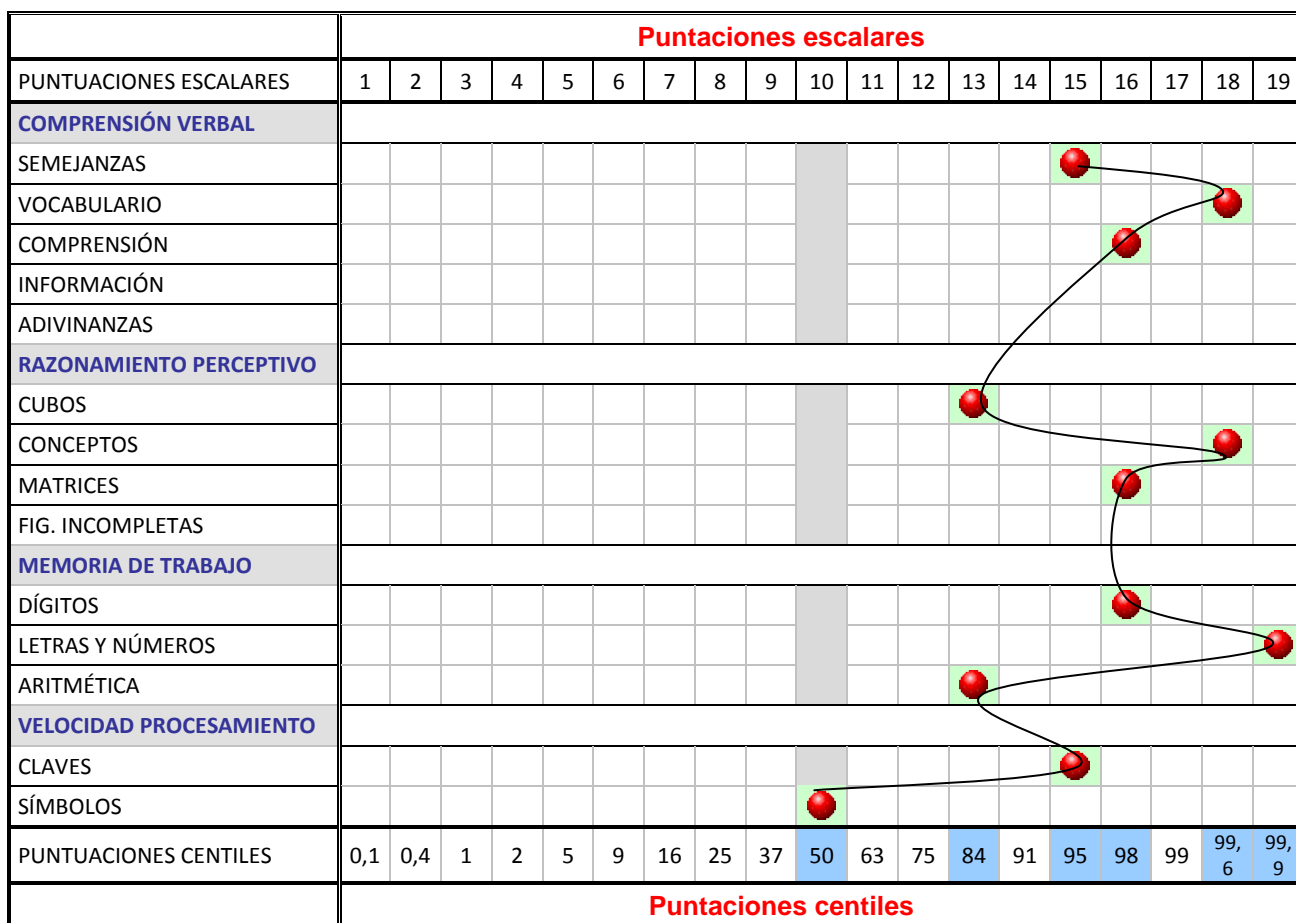 Puntaciones escalares
PUNTUACIONES ESCALARES 1 2 3 4 5 6 7 8 9 10 11 12 13 14 15 16 17 18 19
COMPRENSIÓN VERBAL
SEMEJANZAS
VOCABULARIO
COMPRENSIÓN
INFORMACIÓN
ADIVINANZAS
RAZONAMIENTO PERCEPTIVO
CUBOS
CONCEPTOS
MATRICES
FIG. INCOMPLETAS
MEMORIA DE TRABAJO
DÍGITOS
LETRAS Y NÚMEROS
ARITMÉTICA
VELOCIDAD PROCESAMIENTO
CLAVES
SÍMBOLOS
PUNTUACIONES CENTILES 0,1 0,4 1 2 5 9 16 25 37 50 63 75 84 91 95 98 99 99,6 99,9
Puntaciones centiles